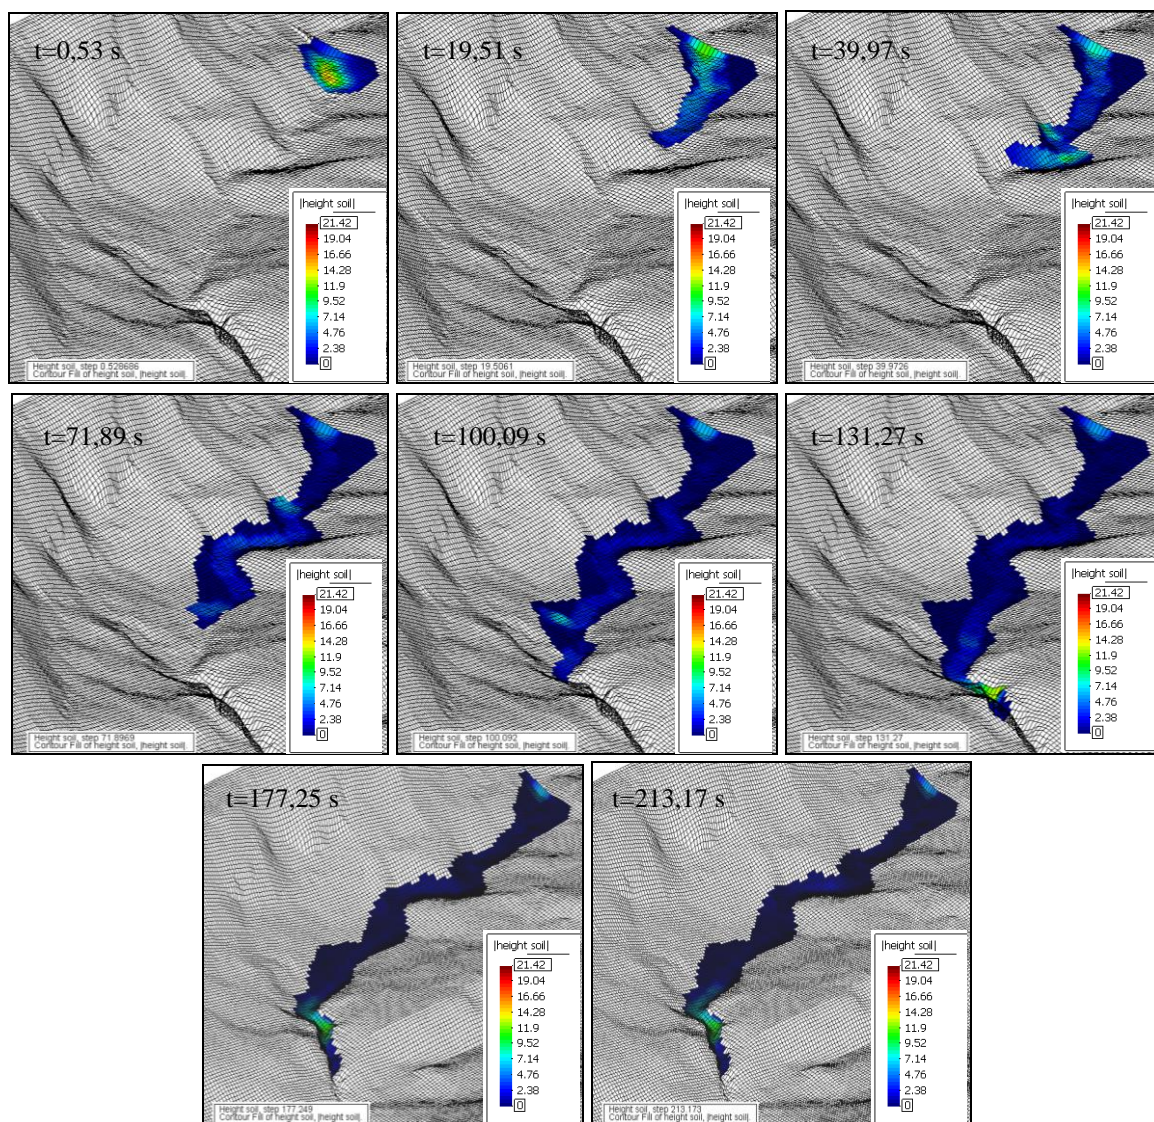 t=0,53 s
|height soil|
21.42
19.04
16.66
14.28
11.9
9.52
7.14
4.76
2.38
0
Height soil, step 0.528686
Contour Fill of height soil, |height soil|.
t=19,51 s
|height soil|
21.42
19.04
16.66
14.28
11.9
9.52
7.14
4.76
2.38
0
Height soil, step 19.5061
Contour Fill of height soil, |height soil|.
t=39,97 s
|height soil|
21.42
19.04
16.66
14.28
11.9
9.52
7.14
4.76
2.38
0
Height soil, step 39.9726
Contour Fill of height soil, |height soil|.
t=71,89 s
|height soil|
21.42
19.04
16.66
14.28
11.9
9.52
7.14
4.76
2.38
0
Height soil, step 71.8969
Contour Fill of height soil, |height soil|.
t=100,09 s
|height soil|
21.42
19.04
16.66
14.28
11.9
9.52
7.14
4.76
2.38
0
Height soil, step 100.092
Contour Fill of height soil, |height soil|.
t=131,27 s
|height soil|
21.42
19.04
16.66
14.28
11.9
9.52
7.14
4.76
2.38
0
Height soil, step 131.27
Contour Fill of height soil, |height soil|.
t=177,25 s
|height soil|
21.42
19.04
16.66
14.28
11.9
9.52
7.14
4.76
2.38
0
Height soil, step 177.249
Contour Fill of height soil, |height soil|.
t=213,17 s
|height soil|
21.42
19.04
16.66
14.28
11.9
9.52
7.14
4.76
2.38
0
Height soil, step 213.173
Contour Fill of height soil, |height soil|.